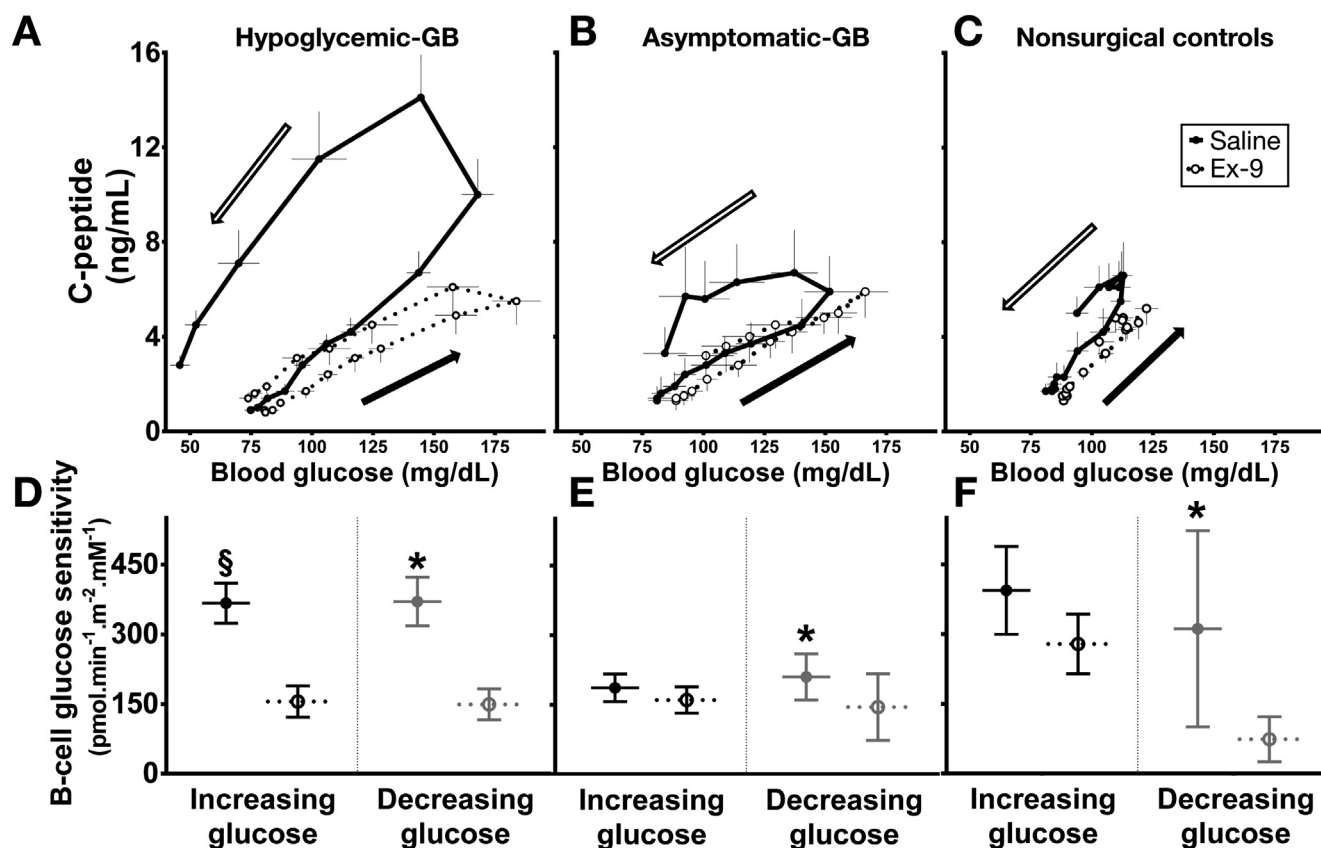 A
Hypoglycemic-GB
B
Asymptomatic-GB
C
Nonsurgical controls
16
12
8
4
0
C-peptide
(ng/mL)
Saline
Ex-9
50 75 100 125 150 175
50 75 100 125 150 175
50 75 100 125 150 175
Blood glucose (mg/dL)
Blood glucose (mg/dL)
Blood glucose (mg/dL)
D
E
F
B-cell glucose sensitivity
(pmol.min-1.m-2.mM-1)
450
300
150
0
§
*
*
*
Increasing
glucose
Decreasing
glucose
Increasing
glucose
Decreasing
glucose
Increasing
glucose
Decreasing
glucose